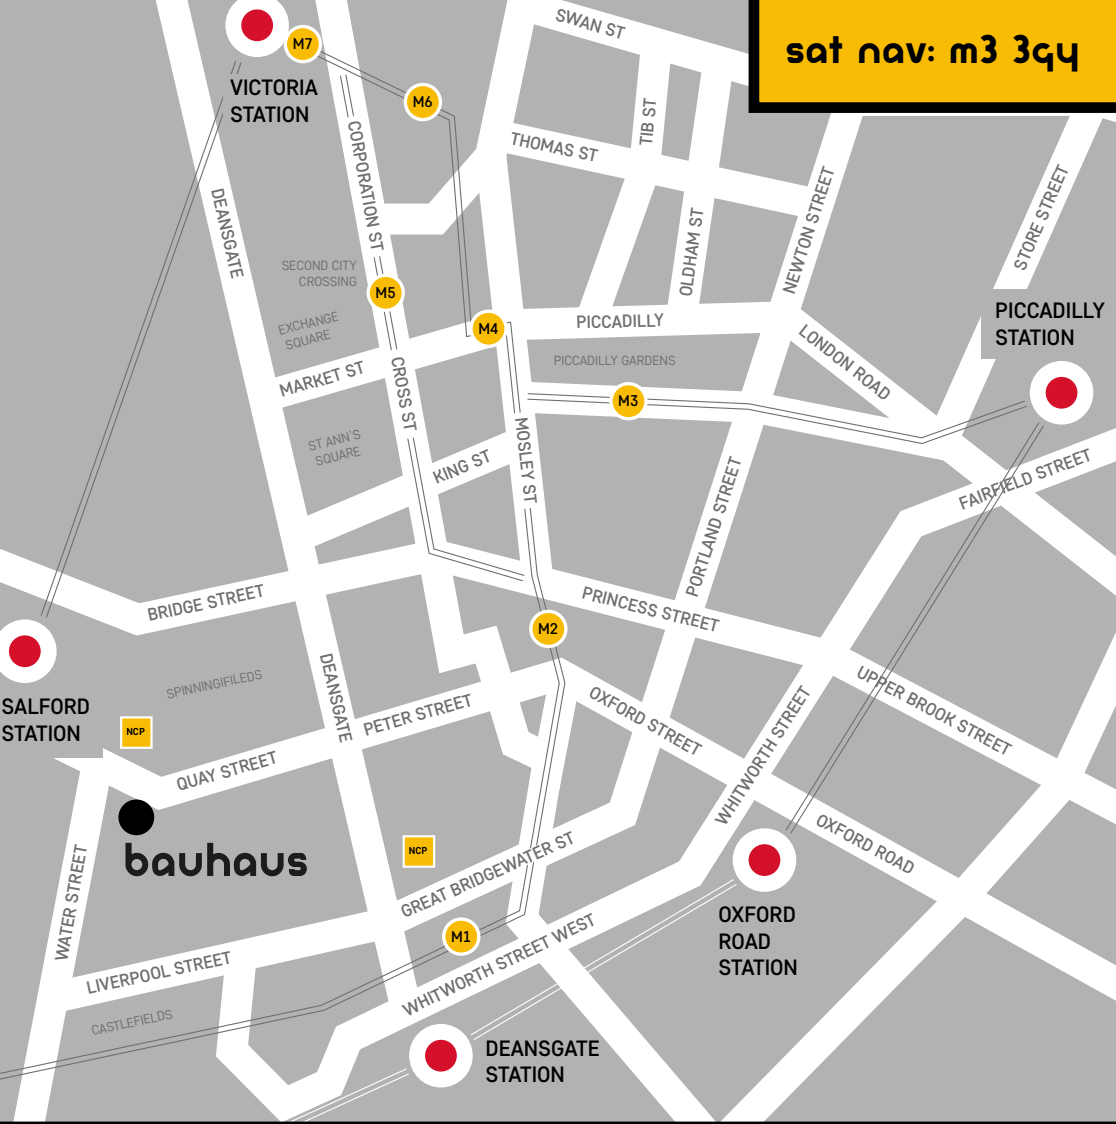 SWAN ST
sat nav: m3 3qy
M7
VICTORIA
STATION
M6
TIB ST
THOMAS ST
CORPORATION ST
DEANSGATE
OLDHAM ST
NEWTON STREET
STORE STREET
SECOND CITY
CROSSING
M5
EXCHANGE
SQUARE
M4
PICCADILLY
PICCADILLY
STATION
PICCADILLY GARDENS
LONDON ROAD
MARKET ST
CROSS ST
M3
ST ANN'S
SQUARE
KING ST
MOSLEY ST
FAIRFIELD STREET
PORTLAND STREET
BRIDGE STREET
PRINCESS STREET
M2
SALFORD
STATION
SPINNINGIFILEDS
DEANSGATE
NCP
PETER STREET
OXFORD STREET
UPPER BROOK STREET
QUAY STREET
WHITWORTH STREET
bauhaus
NCP
GREAT BRIDGEWATER ST
OXFORD ROAD
WATER STREET
M1
OXFORD
ROAD
STATION
LIVERPOOL STREET
WHITWORTH STREET WEST
CASTLEFIELDS
DEANSGATE
STATION